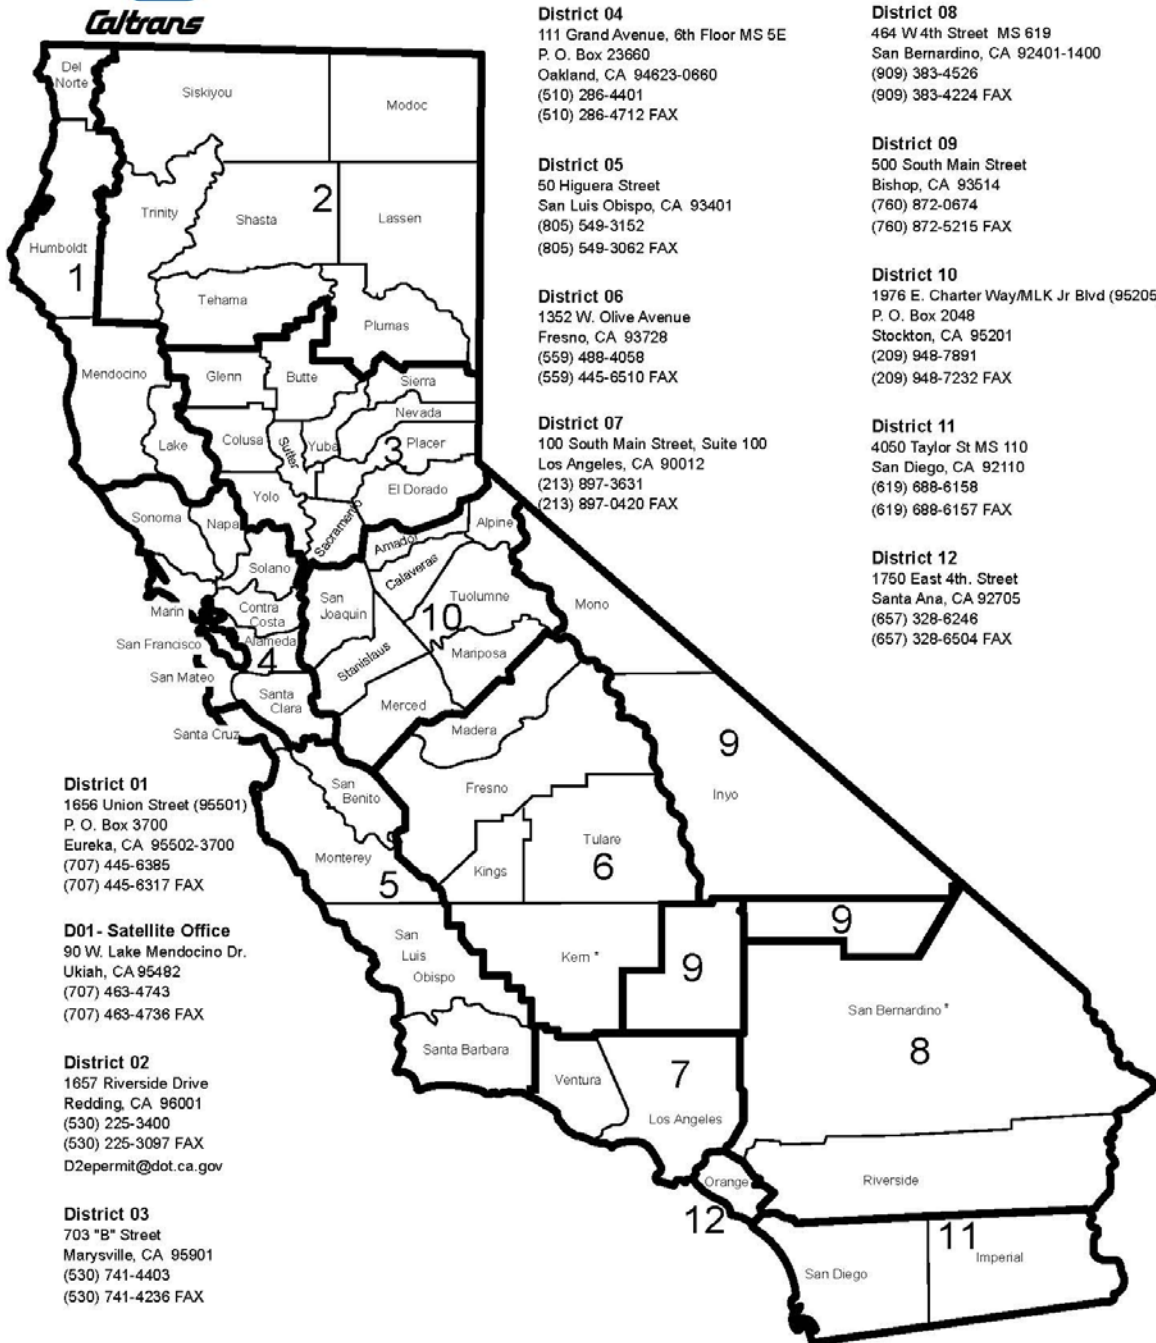 Caltrans
District 04
111 Grand Avenue, 6th Floor MS 5E
P. O. Box 23660
Oakland, CA 94623-0660
(510) 286-4401
(510) 286-4712 FAX
District 05
50 Higuera Street
San Luis Obispo, CA 93401
(805) 549-3152
(805) 549-3062 FAX
District 06
1352 W. Olive Avenue
Fresno, CA 93728
(559) 488-4058
(559) 445-6510 FAX
District 07
100 South Main Street, Suite 100
Los Angeles, CA 90012
(213) 897-3631
(213) 897-0420 FAX
District 08
464 W 4th Street MS 619
San Bernardino, CA 92401-1400
(909) 383-4526
(909) 383-4224 FAX
District 09
500 South Main Street
Bishop, CA 93514
(760) 872-0674
(760) 872-5215 FAX
District 10
1976 E. Charter Way/MLK Jr Blvd (95205
P. O. Box 2048
Stockton, CA 95201
(209) 948-7891
(209) 948-7232 FAX
District 11
4050 Taylor St MS 110
San Diego, CA 92110
(619) 688-6158
(619) 688-6157 FAX
District 12
1750 East 4th. Street
Santa Ana, CA 92705
(657) 328-6246
(657) 328-6504 FAX
Del
Norte
Siskiyou
Modoc
Trinity
Shasta
2
Lassen
Humboldt
1
Tehama
Plumas
Mendocino
Glenn
Butte
Sierra
Nevada
Lake
Colusa
Sutter
Yuba
3
Placer
Yolo
El Dorado
Sonoma
Napa
Sacramento
Alpine
Amador
Solano
Calaveras
Marin
Contra
Costa
San
Joaquin
Tuolumne
10
Mono
San Francisco
Alameda
4
Stanislaus
Mariposa
San Mateo
Santa
Clara
Merced
Santa Cruz
Madera
9
Inyo
San
Benito
Fresno
Tulare
6
Monterey
5
Kings
San
Luis
Obispo
Kern *
9
9
San Bernardino *
8
Santa Barbara
Ventura
7
Los Angeles
Orange
12
Riverside
11
San Diego
Imperial
District 01
1656 Union Street (95501)
P. O. Box 3700
Eureka, CA 95502-3700
(707) 445-6385
(707) 445-6317 FAX
D01- Satellite Office
90 W. Lake Mendocino Dr.
Ukiah, CA 95482
(707) 463-4743
(707) 463-4736 FAX
District 02
1657 Riverside Drive
Redding, CA 96001
(530) 225-3400
(530) 225-3097 FAX
D2epermit@dot.ca.gov
District 03
703 "B" Street
Marysville, CA 95901
(530) 741-4403
(530) 741-4236 FAX